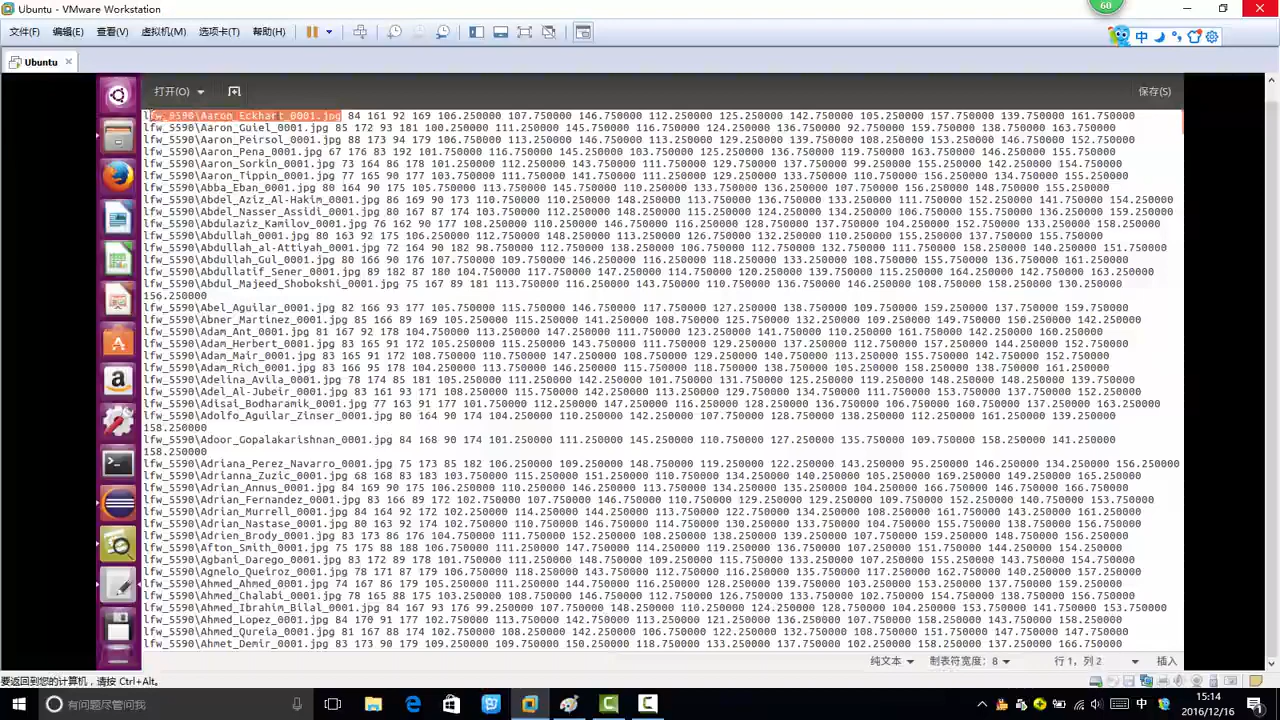 Ubuntu - VMware Workstation
60
文件(F) 编辑(E) 查看(V) 虚拟机(M) 选项卡(T) 帮助(H)
中
Ubuntu
打开(O) 保存(S)
lfw_5590\Aaron_Eckhart_0001.jpg 84 161 92 169 106.250000 107.750000 146.750000 112.250000 125.250000 142.750000 105.250000 157.750000 139.750000 161.750000
lfw_5590\Aaron_Guiel_0001.jpg 85 172 93 181 100.250000 111.250000 145.750000 116.750000 124.250000 136.750000 92.750000 159.750000 138.750000 163.750000
lfw_5590\Aaron_Peirsol_0001.jpg 88 173 94 179 106.750000 113.250000 146.750000 113.250000 129.750000 139.750000 108.250000 153.250000 146.750000 152.750000
lfw_5590\Aaron_Pena_0001.jpg 67 176 83 192 101.750000 116.750000 145.250000 103.750000 125.250000 136.750000 119.750000 163.750000 146.250000 155.750000
lfw_5590\Aaron_Sorkin_0001.jpg 73 164 86 178 101.250000 112.250000 143.750000 111.750000 129.750000 137.750000 99.250000 155.250000 142.250000 154.750000
lfw_5590\Aaron_Tippin_0001.jpg 77 165 90 177 103.750000 111.751000 141.750000 111.250000 129.750000 133.250000 110.750000 156.250000 134.750000 155.250000
lfw_5590\Abba_Eban_0001.jpg 80 164 90 175 105.750000 113.250000 145.750000 110.250000 133.750000 136.250000 107.750000 156.250000 148.750000 155.250000
lfw_5590\Abdel_Aziz_Al-Hakim_0001.jpg 86 169 90 173 110.750000 110.250000 148.250000 113.750000 136.750000 133.250000 111.250000 152.250000 141.750000 154.250000
lfw_5590\Abdel_Nasser_Assidi_0001.jpg 80 167 87 174 103.750000 112.250000 148.250000 115.250000 124.250000 134.250000 106.750000 155.750000 136.250000 159.250000
lfw_5590\Abdulaziz_Kamilov_0001.jpg 76 162 90 177 108.250000 110.250000 146.750000 116.250000 128.750000 137.750000 104.250000 152.750000 133.250000 158.250000
lfw_5590\Abdullah_0001.jpg 80 163 92 175 106.250000 112.750000 148.250000 113.250000 126.750000 132.250000 110.250000 155.250000 137.250000 155.750000
lfw_5590\Abdullah_al-Attiyah_0001.jpg 72 164 90 182 98.750000 112.750000 138.250000 106.750000 112.750000 132.750000 111.750000 158.250000 140.250000 151.750000
lfw_5590\Abdullah_Gul_0001.jpg 80 166 90 176 107.750000 109.750000 146.250000 116.250000 118.250000 133.250000 108.750000 155.750000 136.250000 157.250000
lfw_5590\Abdullatif_Sener_0001.jpg 89 182 87 180 104.750000 117.750000 147.250000 114.750000 120.250000 139.750000 115.250000 164.250000 142.750000 163.250000
lfw_5590\Abdul_Majeed_Shobokshi_0001.jpg 75 167 89 181 113.750000 116.250000 143.750000 110.750000 136.750000 143.250000 108.750000 158.250000 130.250000
156.250000
lfw_5590\Abel_Aguilar_0001.jpg 82 166 93 177 105.750000 115.750000 146.750000 117.750000 127.250000 138.750000 109.750000 159.250000 137.750000 159.750000
lfw_5590\Abner_Martinez_0001.jpg 85 166 89 169 105.250000 115.250000 141.250000 108.750000 125.750000 132.250000 109.250000 149.750000 150.250000 142.250000
lfw_5590\Adam_Ant_0001.jpg 81 167 92 178 104.750000 113.250000 147.250000 111.750000 123.250000 141.750000 110.250000 161.750000 142.250000 160.250000
lfw_5590\Adam_Herbert_0001.jpg 83 165 91 172 105.250000 115.250000 143.750000 111.750000 129.750000 137.250000 112.750000 157.250000 144.750000 153.250000
lfw_5590\Adam_Mair_0001.jpg 83 165 91 172 108.750000 110.750000 147.250000 108.750000 129.250000 140.750000 113.250000 155.750000 142.750000 152.750000
lfw_5590\Adam_Rich_0001.jpg 83 166 95 178 104.250000 114.250000 145.750000 115.750000 118.750000 138.750000 105.750000 158.250000 138.250000 161.250000
lfw_5590\Adelina_Avila_0001.jpg 78 174 85 181 105.250000 111.250000 142.250000 101.750000 131.750000 125.250000 119.250000 148.250000 148.250000 139.750000
lfw_5590\Adel_Al-Jubeir_0001.jpg 83 161 93 171 108.250000 115.250000 142.250000 113.250000 129.250000 134.750000 111.750000 153.250000 137.750000 152.250000
lfw_5590\Adisai_Bodharamik_0001.jpg 77 163 91 177 101.750000 112.250000 147.250000 116.250000 128.250000 136.750000 106.750000 160.750000 137.250000 163.250000
lfw_5590\Adolfo_Aguilar_Zinser_0001.jpg 80 164 90 174 104.250000 110.250000 142.250000 107.750000 128.750000 138.250000 112.250000 161.250000 139.250000
158.250000
lfw_5590\Adoor_Gopalakarishnan_0001.jpg 84 168 90 174 101.250000 111.250000 145.250000 110.750000 127.250000 135.750000 109.750000 158.250000 141.250000
158.250000
lfw_5590\Adriana_Perez_Navarro_0001.jpg 75 173 85 182 106.250000 109.250000 148.750000 119.250000 122.250000 143.250000 95.250000 146.250000 134.250000 156.250000
lfw_5590\Adrianna_Zuzic_0001.jpg 68 168 83 183 103.750000 115.250000 151.250000 110.750000 134.250000 140.250000 105.250000 169.250000 149.250000 165.250000
lfw_5590\Adrian_Annus_0001.jpg 84 169 90 175 106.250000 110.250000 146.250000 113.250000 121.250000 135.250000 104.250000 166.750000 146.750000 166.750000
lfw_5590\Adrian_Fernandez_0001.jpg 83 166 89 172 102.750000 107.750000 146.750000 110.750000 129.250000 129.250000 109.750000 152.250000 140.750000 153.750000
lfw_5590\Adrian_Murrell_0001.jpg 84 164 92 172 102.750000 114.250000 144.250000 113.750000 122.750000 138.250000 108.250000 161.750000 143.250000 161.250000
lfw_5590\Adrian_Nastase_0001.jpg 80 163 92 174 102.750000 110.750000 146.750000 114.750000 130.250000 133.750000 104.750000 155.750000 138.750000 156.750000
lfw_5590\Adrien_Brody_0001.jpg 83 173 86 176 104.750000 111.750000 152.250000 108.250000 138.250000 139.250000 107.750000 159.250000 152.750000 154.750000
lfw_5590\Afton_Smith_0001.jpg 75 175 88 188 106.750000 111.250000 147.750000 114.250000 119.250000 136.750000 107.250000 151.750000 144.750000 154.250000
lfw_5590\Agbani_Darego_0001.jpg 83 172 89 178 101.750000 111.250000 148.750000 109.250000 115.750000 133.250000 107.250000 155.250000 142.250000 153.250000
lfw_5590\Agnelo_Queiroz_0001.jpg 78 171 87 179 106.750000 118.250000 143.750000 112.750000 116.250000 135.750000 117.250000 162.750000 140.250000 157.250000
lfw_5590\Ahmed_Ahmed_0001.jpg 74 167 86 179 105.250000 111.250000 144.750000 116.250000 128.250000 139.750000 103.250000 153.250000 137.250000 159.250000
lfw_5590\Ahmed_Chalabi_0001.jpg 78 165 88 175 103.250000 108.750000 146.750000 112.750000 126.750000 133.750000 102.750000 154.750000 138.250000 156.750000
lfw_5590\Ahmed_Ibrahim_Bilal_0001.jpg 84 167 93 176 99.250000 107.750000 148.250000 110.250000 124.250000 128.250000 104.250000 153.750000 141.750000 153.750000
lfw_5590\Ahmed_Lopez_0001.jpg 84 170 91 177 102.750000 113.750000 142.750000 113.250000 119.750000 137.750000 107.750000 158.250000 143.750000 158.250000
lfw_5590\Ahmed_Qureia_0001.jpg 81 167 88 174 102.750000 108.250000 142.250000 106.750000 122.250000 132.750000 108.750000 151.750000 147.750000 147.750000
lfw_5590\Ahmet_Demir_0001.jpg 83 173 90 179 109.250000 109.750000 150.250000 118.750000 133.750000 137.250000 102.250000 158.250000 137.250000 166.750000
纯文本 制表符宽度：8 行 1，列 2 插入
要返回到您的计算机，请按 Ctrl+Alt。
有问题尽管问我
中
15:14
2016/12/16